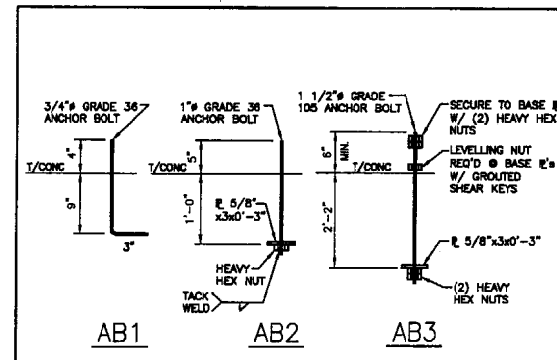 3/4"ø GRADE 36
ANCHOR BOLT
4"
T/CONC
9"
3"
AB1
1"ø GRADE 36
ANCHOR BOLT
5"
T/CONC
1'-0"
℄ 5/8"
x3x0'-3"
HEAVY
HEX NUT
TACK
WELD
AB2
1 1/2"ø GRADE
105 ANCHOR BOLT
6"
MIN.
T/CONC
2'-2"
SECURE TO BASE ℄
W/ (2) HEAVY HEX
NUTS
LEVELLING NUT
REQ'D @ BASE ℄'s
W/ GROUTED
SHEAR KEYS
℄ 5/8"x3x0'-3"
(2) HEAVY
HEX NUTS
AB3